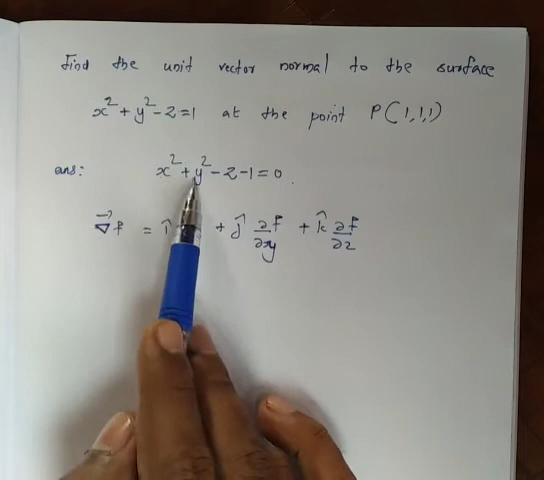 Find the unit vector normal to the surface
x² + y² - z = 1 at the point P(1,1,1)
ans: x² + y² - z - 1 = 0.
∇⃗f = î + ĵ ∂f/∂y + k̂ ∂f/∂z